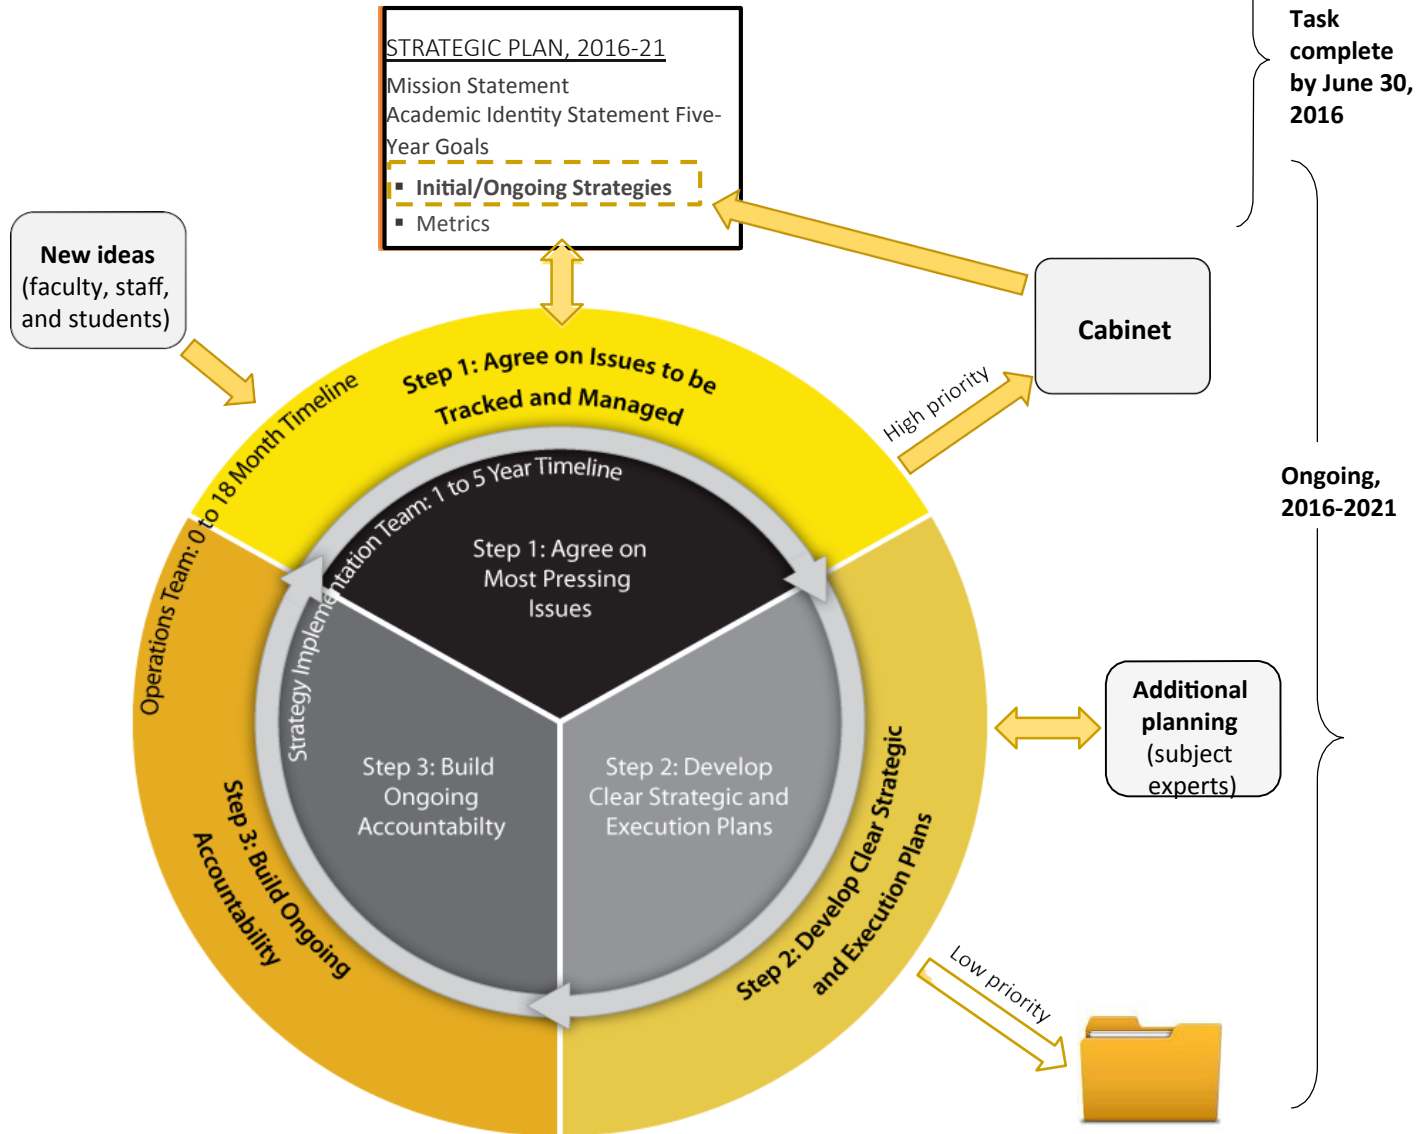 STRATEGIC PLAN, 2016-21
Mission Statement
Academic Identity Statement Five-
Year Goals
▪ Initial/Ongoing Strategies
▪ Metrics
Task
complete
by June 30,
2016
New ideas
(faculty, staff,
and students)
Cabinet
High priority
Ongoing,
2016-2021
Operations Team: 0 to 18 Month Timeline
Step 1: Agree on Issues to be
Tracked and Managed
Strategy Implementation Team: 1 to 5 Year Timeline
Step 1: Agree on
Most Pressing
Issues
Step 2: Develop
Clear Strategic and
Execution Plans
Step 3: Build
Ongoing
Accountabilty
Step 2: Develop Clear Strategic
and Execution Plans
Step 3: Build Ongoing
Accountability
Additional
planning
(subject
experts)
Low priority